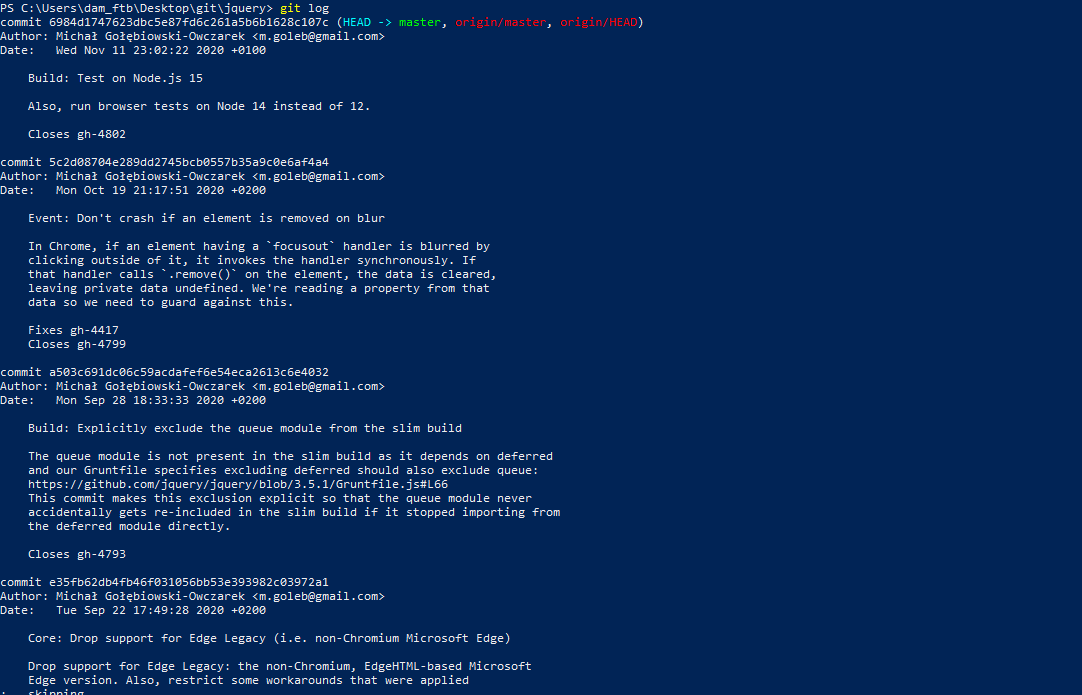 PS C:\Users\dam_ftb\Desktop\git\jquery> git log
commit 6984d1747623dbc5e87fd6c261a5b6b1628c107c (HEAD -> master, origin/master, origin/HEAD)
Author: Michał Gołębiowski-Owczarek <m.goleb@gmail.com>
Date:   Wed Nov 11 23:02:22 2020 +0100

    Build: Test on Node.js 15

    Also, run browser tests on Node 14 instead of 12.

    Closes gh-4802

commit 5c2d08704e289dd2745bcb0557b35a9c0e6af4a4
Author: Michał Gołębiowski-Owczarek <m.goleb@gmail.com>
Date:   Mon Oct 19 21:17:51 2020 +0200

    Event: Don't crash if an element is removed on blur

    In Chrome, if an element having a `focusout` handler is blurred by
    clicking outside of it, it invokes the handler synchronously. If
    that handler calls `.remove()` on the element, the data is cleared,
    leaving private data undefined. We're reading a property from that
    data so we need to guard against this.

    Fixes gh-4417
    Closes gh-4799

commit a503c691dc06c59acdafef6e54eca2613c6e4032
Author: Michał Gołębiowski-Owczarek <m.goleb@gmail.com>
Date:   Mon Sep 28 18:33:33 2020 +0200

    Build: Explicitly exclude the queue module from the slim build

    The queue module is not present in the slim build as it depends on deferred
    and our Gruntfile specifies excluding deferred should also exclude queue:
    https://github.com/jquery/jquery/blob/3.5.1/Gruntfile.js#L66
    This commit makes this exclusion explicit so that the queue module never
    accidentally gets re-included in the slim build if it stopped importing from
    the deferred module directly.

    Closes gh-4793

commit e35fb62db4fb46f031056bb53e393982c03972a1
Author: Michał Gołębiowski-Owczarek <m.goleb@gmail.com>
Date:   Tue Sep 22 17:49:28 2020 +0200

    Core: Drop support for Edge Legacy (i.e. non-Chromium Microsoft Edge)

    Drop support for Edge Legacy: the non-Chromium, EdgeHTML-based Microsoft
    Edge version. Also, restrict some workarounds that were applied
:   skipping